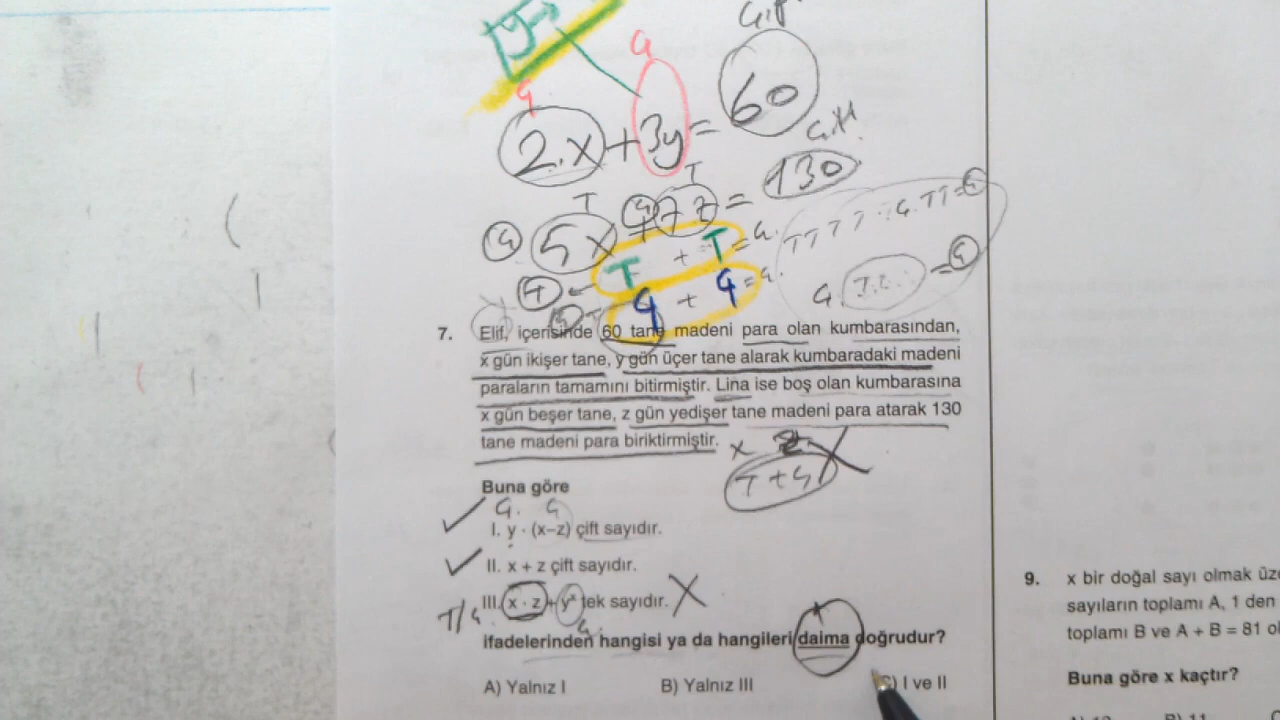 Ç.ift
Ç Ç
2.x + 3y = 60
Ç.ift
T T
5x + 7z = 130
T + T = Ç.
Ç + Ç = Ç.
7. Elif, içerisinde 60 tane madeni para olan kumbarasından,
x gün ikişer tane, y gün üçer tane alarak kumbaradaki madeni
paraların tamamını bitirmiştir. Lina ise boş olan kumbarasına
x gün beşer tane, z gün yedişer tane madeni para atarak 130
tane madeni para biriktirmiştir.
x z
T + Ç
Buna göre
Ç. Ç
I. y · (x–z) çift sayıdır.
II. x + z çift sayıdır.
III. x · z + y² tek sayıdır.
T/Ç Ç.
ifadelerinden hangisi ya da hangileri daima doğrudur?
A) Yalnız I B) Yalnız III C) I ve II
9. x bir doğal sayı olmak üz
sayıların toplamı A, 1 den
toplamı B ve A + B = 81 ol
Buna göre x kaçtır?